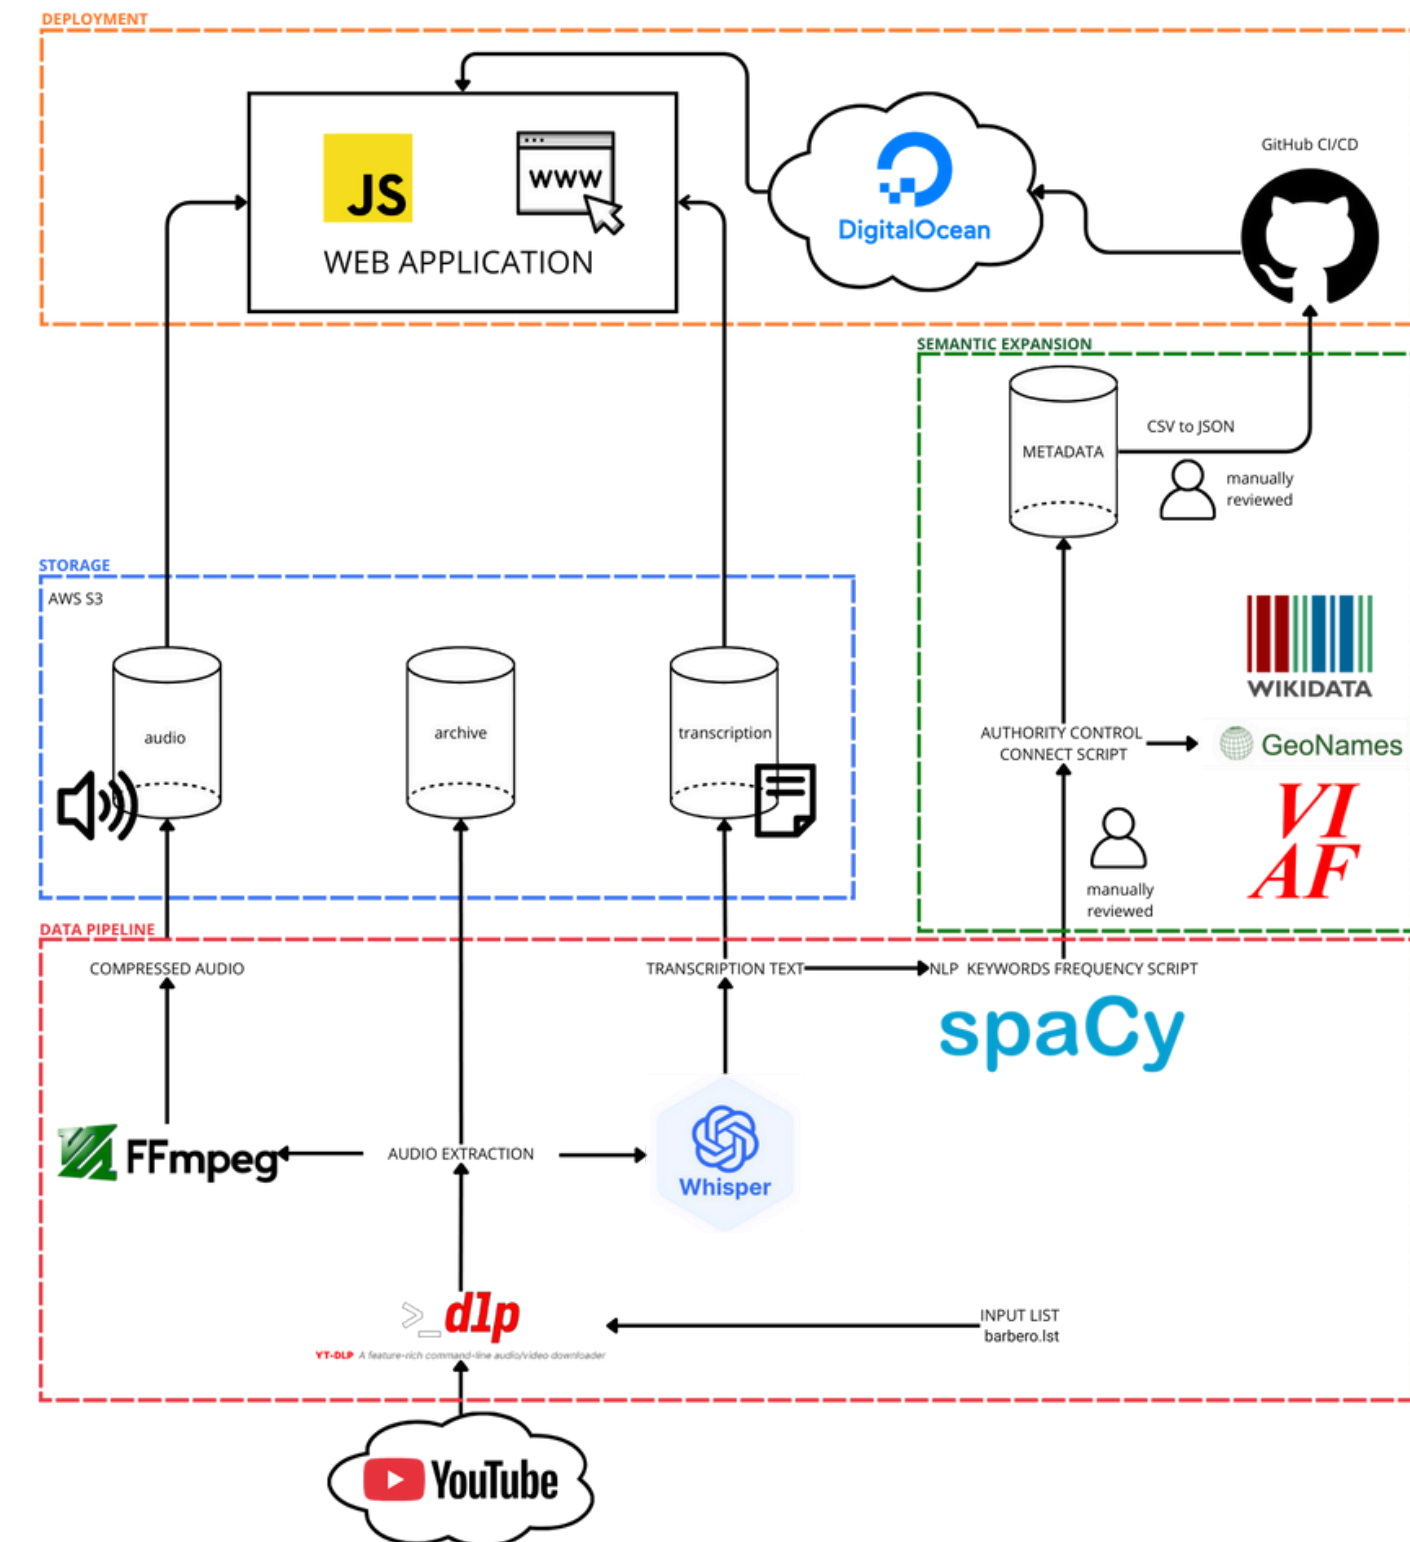 DEPLOYMENT
JS
WWW
WEB APPLICATION
DigitalOcean
GitHub CI/CD
SEMANTIC EXPANSION
METADATA
CSV to JSON
manually
reviewed
STORAGE
AWS S3
audio
archive
transcription
WIKIDATA
AUTHORITY CONTROL
CONNECT SCRIPT
GeoNames
VI
AF
manually
reviewed
DATA PIPELINE
COMPRESSED AUDIO
TRANSCRIPTION TEXT
NLP KEYWORDS FREQUENCY SCRIPT
spaCy
FFmpeg
AUDIO EXTRACTION
Whisper
>_dlp
YT-DLP A feature-rich command-line audio/video downloader
INPUT LIST
barbero.lst
YouTube